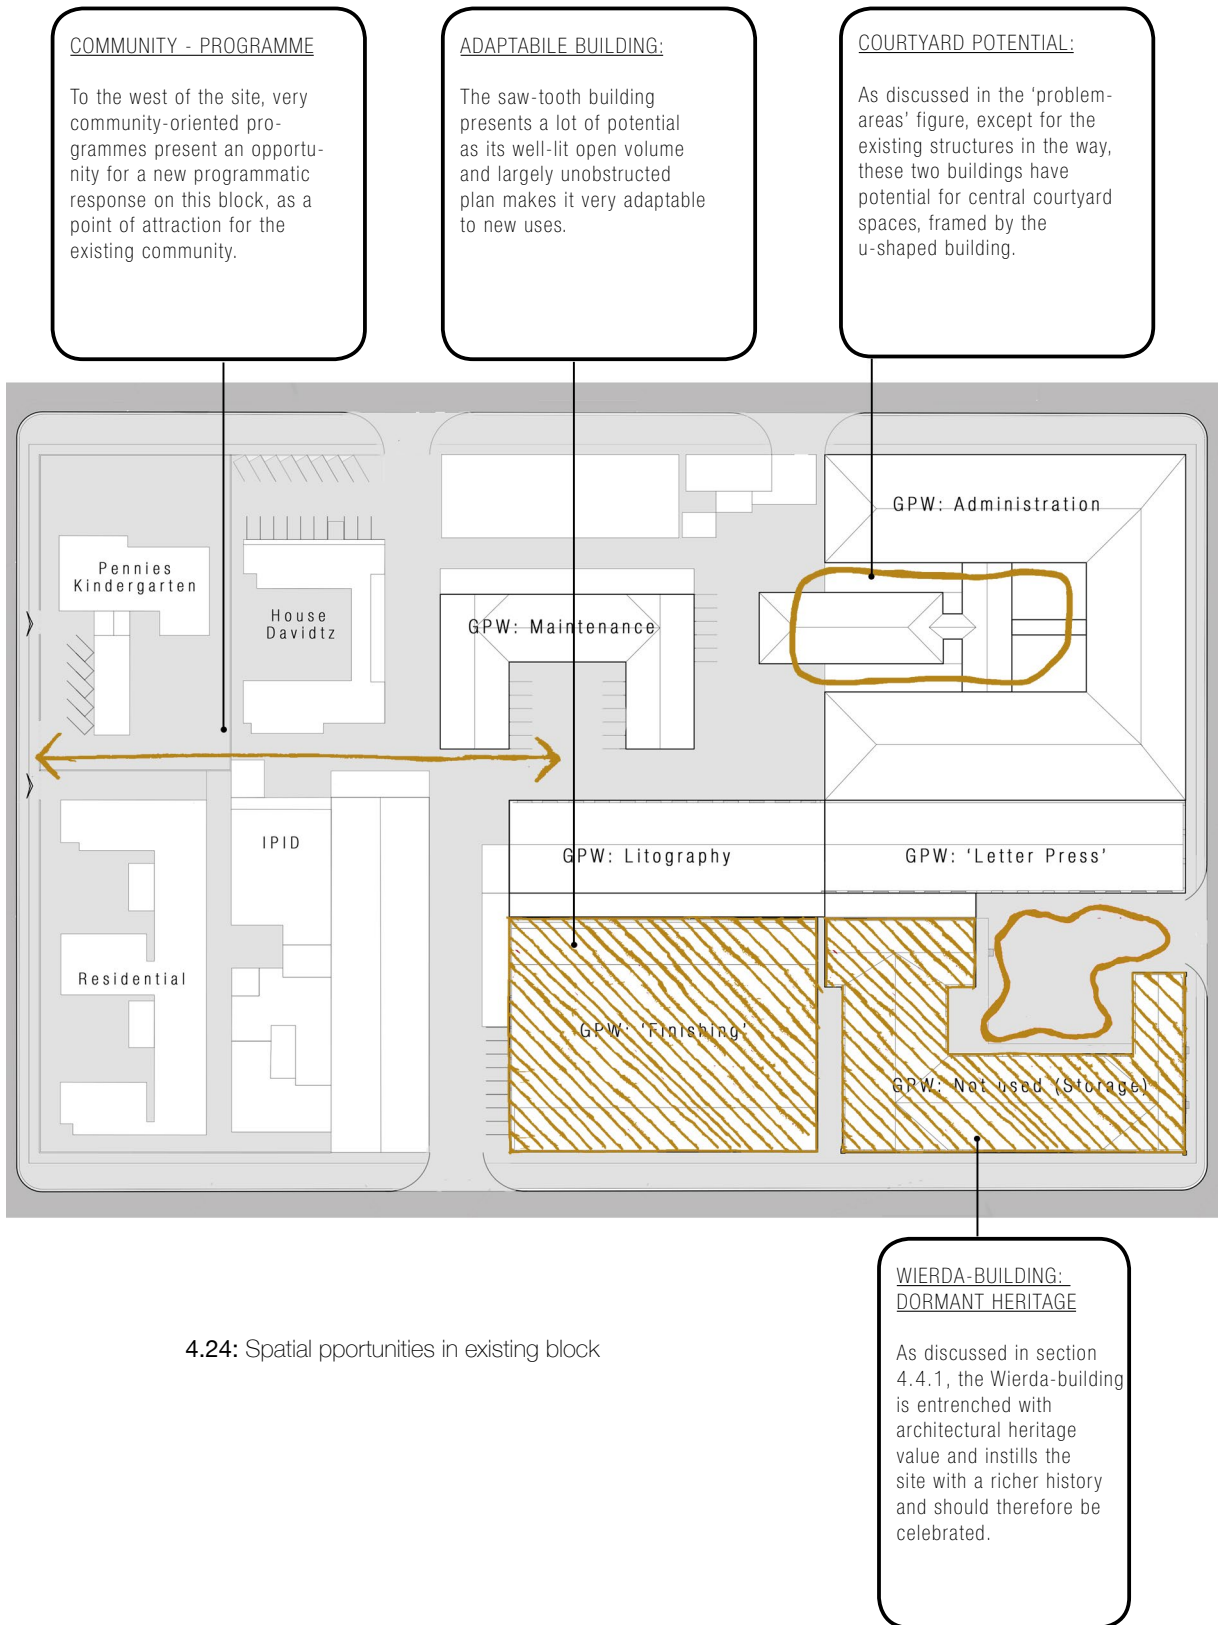 COMMUNITY - PROGRAMME
To the west of the site, very
community-oriented pro-
grammes present an opportu-
nity for a new programmatic
response on this block, as a
point of attraction for the
existing community.
ADAPTABILE BUILDING:
The saw-tooth building
presents a lot of potential
as its well-lit open volume
and largely unobstructed
plan makes it very adaptable
to new uses.
COURTYARD POTENTIAL:
As discussed in the ‘problem-
areas’ figure, except for the
existing structures in the way,
these two buildings have
potential for central courtyard
spaces, framed by the
u-shaped building.
GPW: Administration
Pennies
Kindergarten
House
Davidtz
GPW: Maintenance
IPID
GPW: Litography
GPW: ‘Letter Press’
Residential
GPW: ‘Finishing’
GPW: Not used (Storage)
WIERDA-BUILDING:
DORMANT HERITAGE
As discussed in section
4.4.1, the Wierda-building
is entrenched with
architectural heritage
value and instills the
site with a richer history
and should therefore be
celebrated.
4.24: Spatial pportunities in existing block